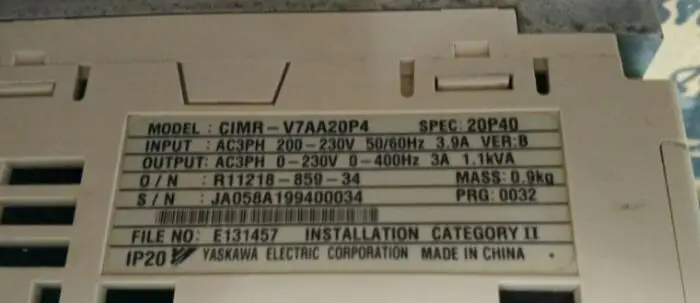 MODEL : CIMR-V7AA20P4 SPEC: 20P40
INPUT : AC3PH 200-230V 50/60Hz 3.9A VER:B
OUTPUT: AC3PH 0-230V 0-400Hz 3A 1.1kVA
O/N : R11218-859-34 MASS: 0.9kg
S/N : JA058A199400034 PRG: 0032
FILE NO: E131457 INSTALLATION CATEGORY II
IP20 YASKAWA ELECTRIC CORPORATION MADE IN CHINA